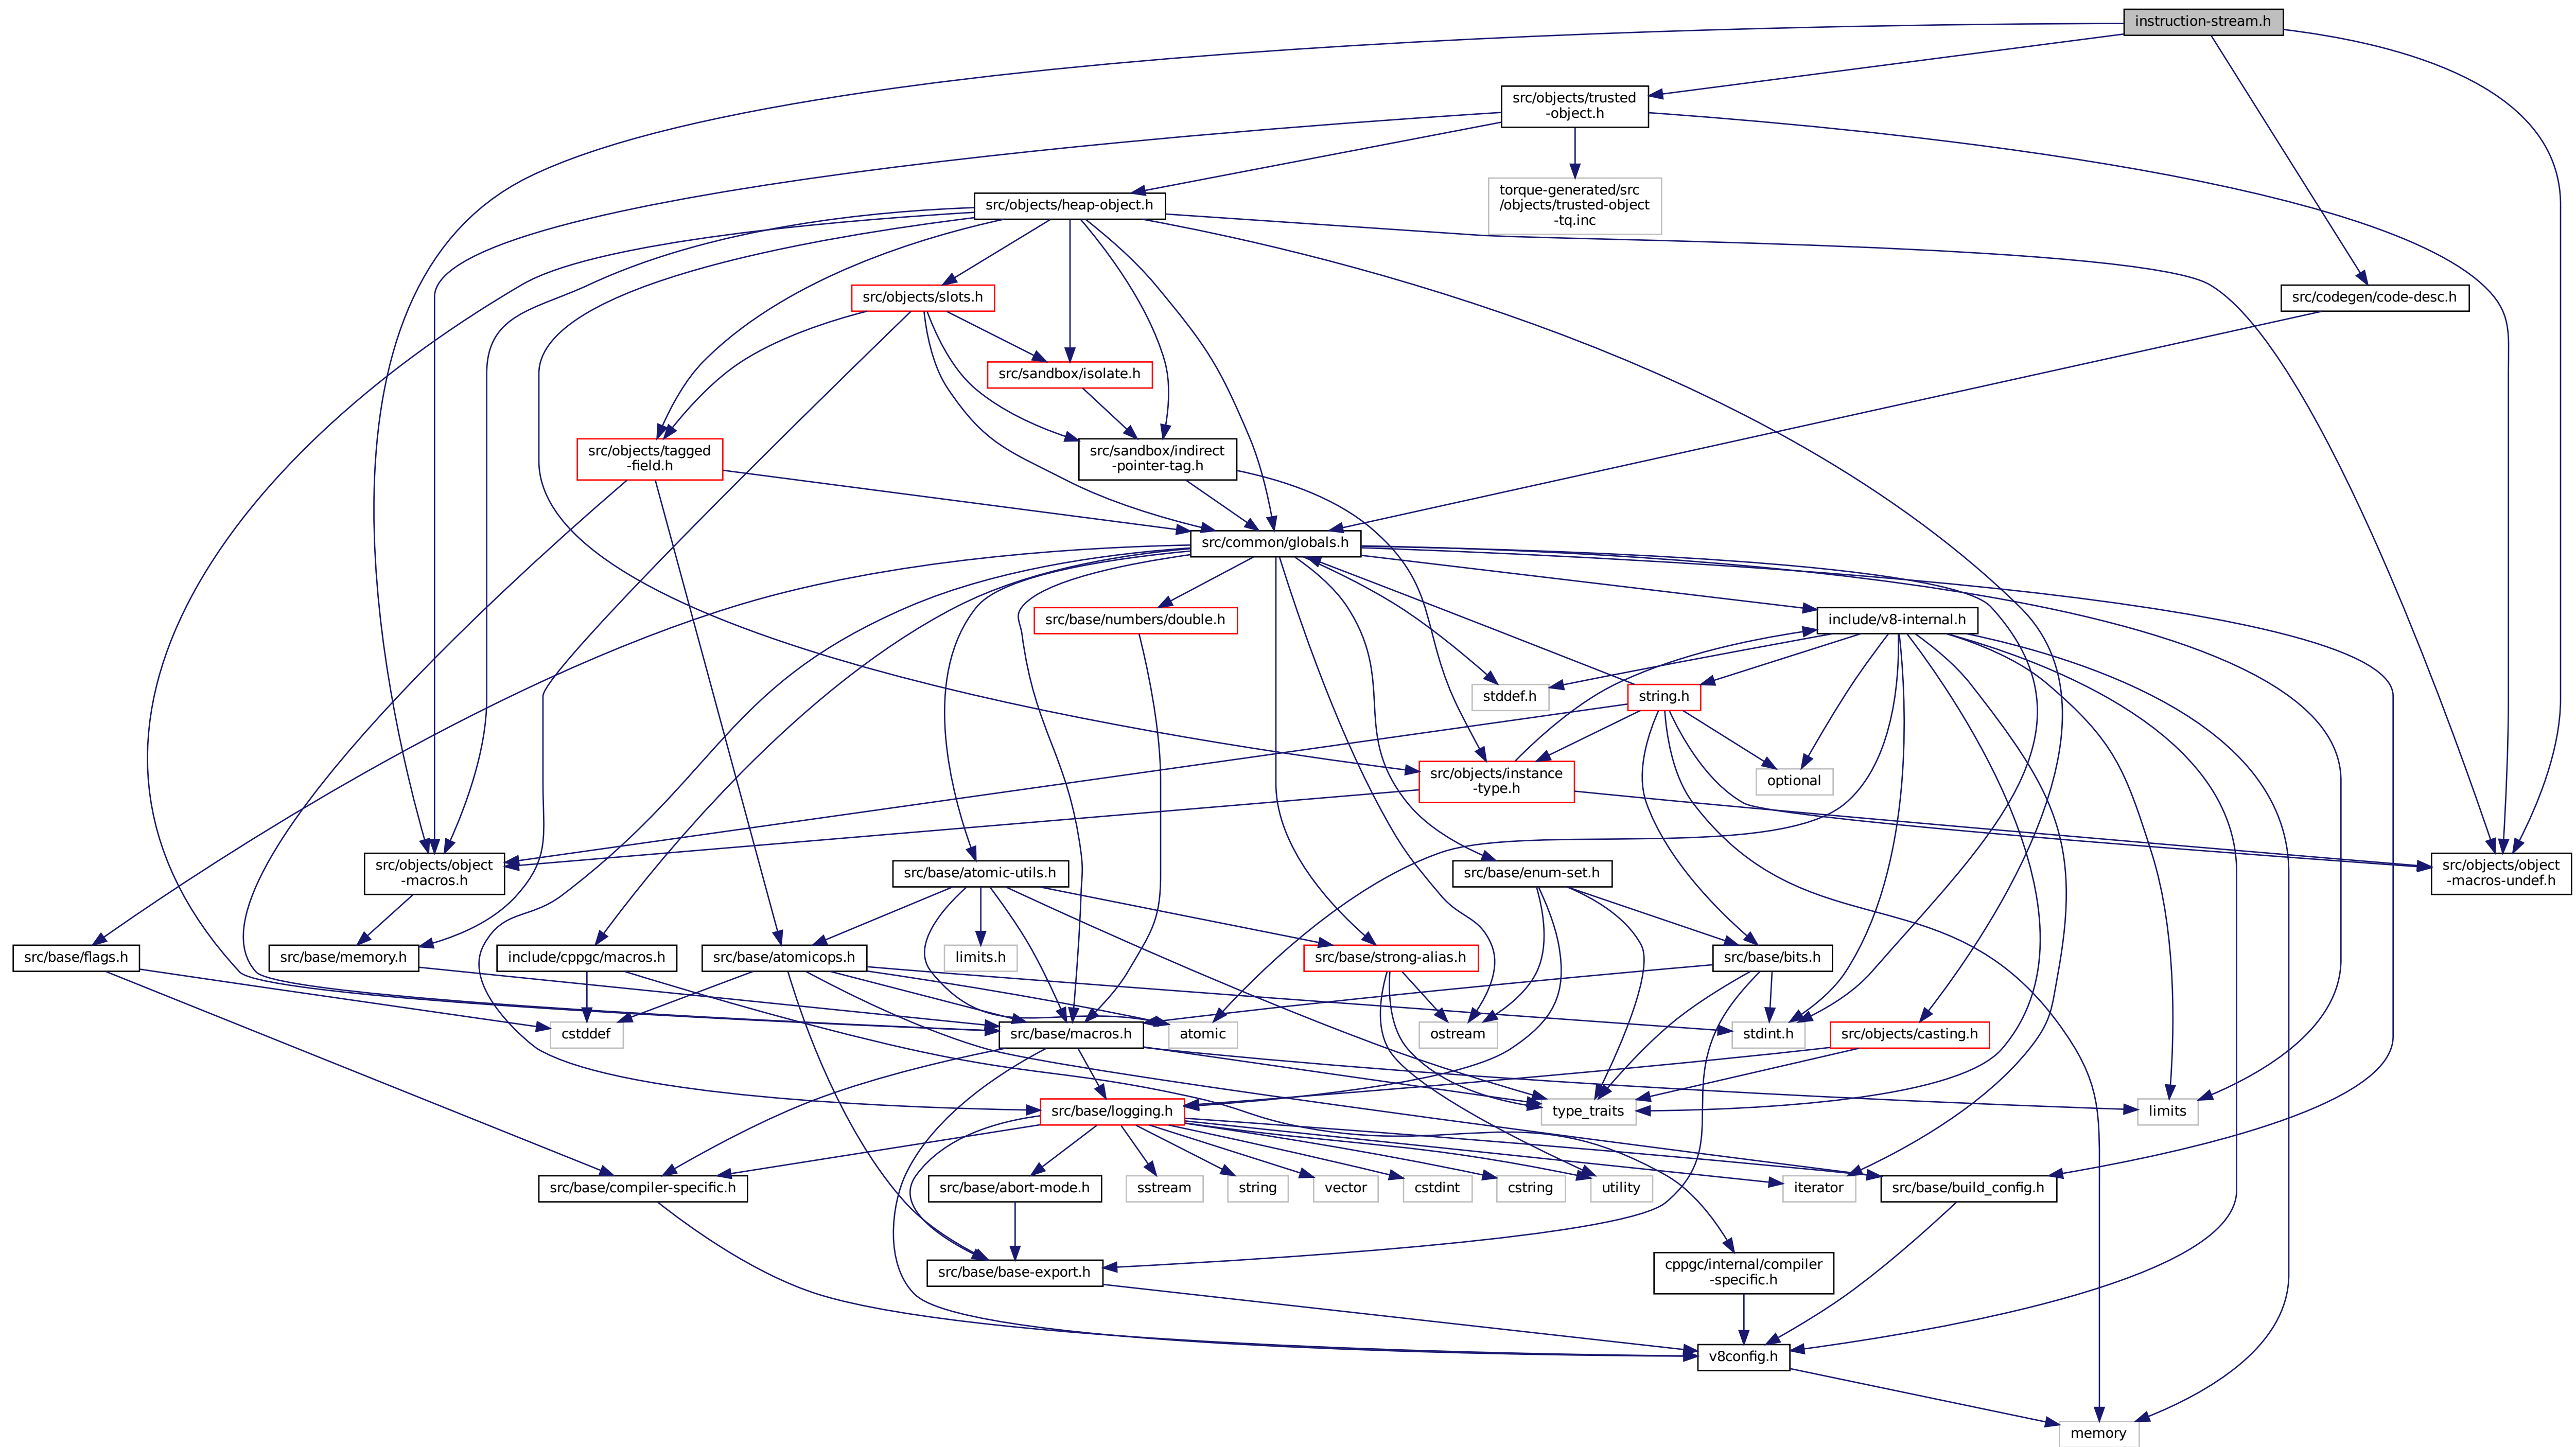 instruction-stream.h
src/objects/trusted
-object.h
torque-generated/src
/objects/trusted-object
-tq.inc
src/objects/heap-object.h
src/objects/slots.h
src/codegen/code-desc.h
src/sandbox/isolate.h
src/objects/tagged
-field.h
src/sandbox/indirect
-pointer-tag.h
src/common/globals.h
src/base/numbers/double.h
include/v8-internal.h
stddef.h
string.h
src/objects/instance
-type.h
optional
src/objects/object
-macros.h
src/base/atomic-utils.h
src/base/enum-set.h
src/objects/object
-macros-undef.h
src/base/flags.h
src/base/memory.h
include/cppgc/macros.h
src/base/atomicops.h
limits.h
src/base/strong-alias.h
src/base/bits.h
cstddef
src/base/macros.h
atomic
ostream
stdint.h
src/objects/casting.h
src/base/logging.h
type_traits
limits
src/base/compiler-specific.h
src/base/abort-mode.h
sstream
string
vector
cstdint
cstring
utility
iterator
src/base/build_config.h
src/base/base-export.h
cppgc/internal/compiler
-specific.h
v8config.h
memory